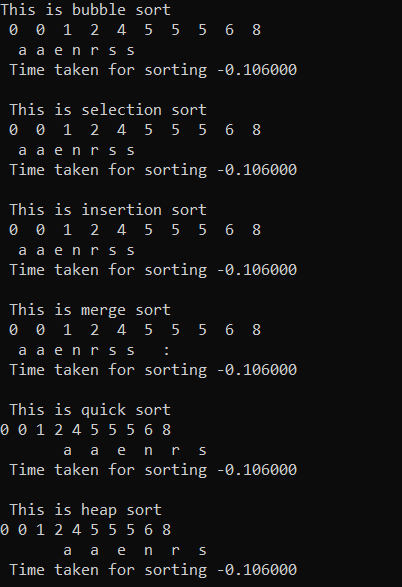 This is bubble sort
0  0  1  2  4  5  5  5  6  8
a a e n r s s
Time taken for sorting -0.106000
This is selection sort
0  0  1  2  4  5  5  5  6  8
a a e n r s s
Time taken for sorting -0.106000
This is insertion sort
0  0  1  2  4  5  5  5  6  8
a a e n r s s
Time taken for sorting -0.106000
This is merge sort
0  0  1  2  4  5  5  5  6  8
a a e n r s s   :
Time taken for sorting -0.106000
This is quick sort
0 0 1 2 4 5 5 5 6 8
a  a  e  n  r  s
Time taken for sorting -0.106000
This is heap sort
0 0 1 2 4 5 5 5 6 8
a  a  e  n  r  s
Time taken for sorting -0.106000